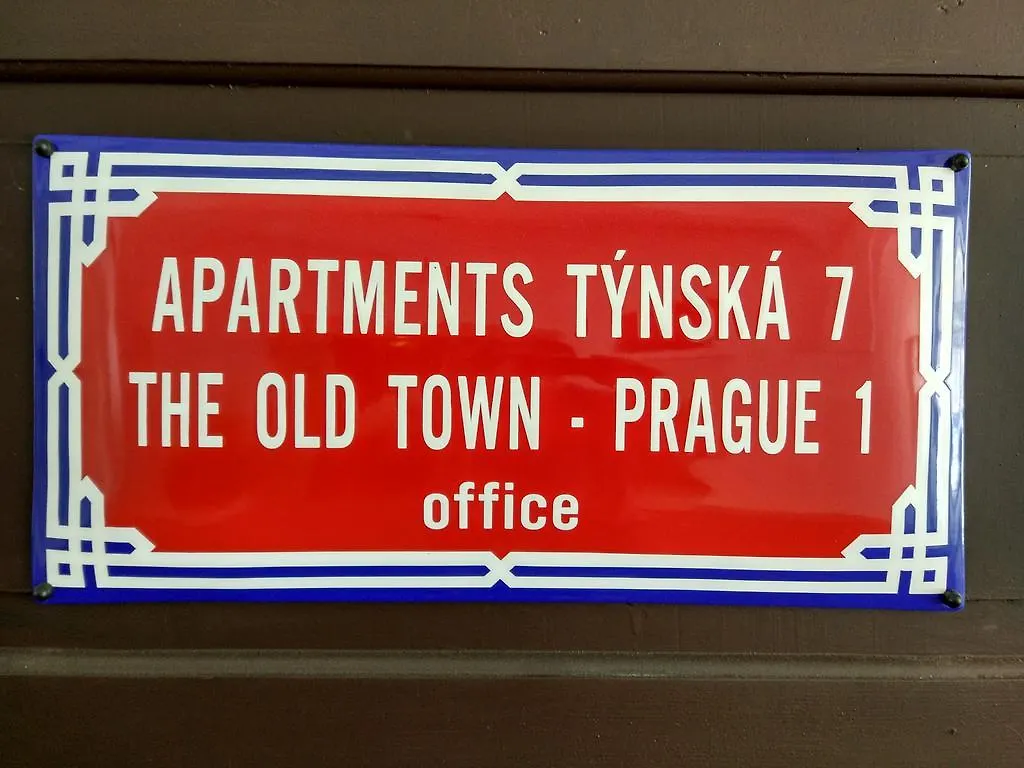 APARTMENTS TÝNSKÁ 7
THE OLD TOWN - PRAGUE 1
office